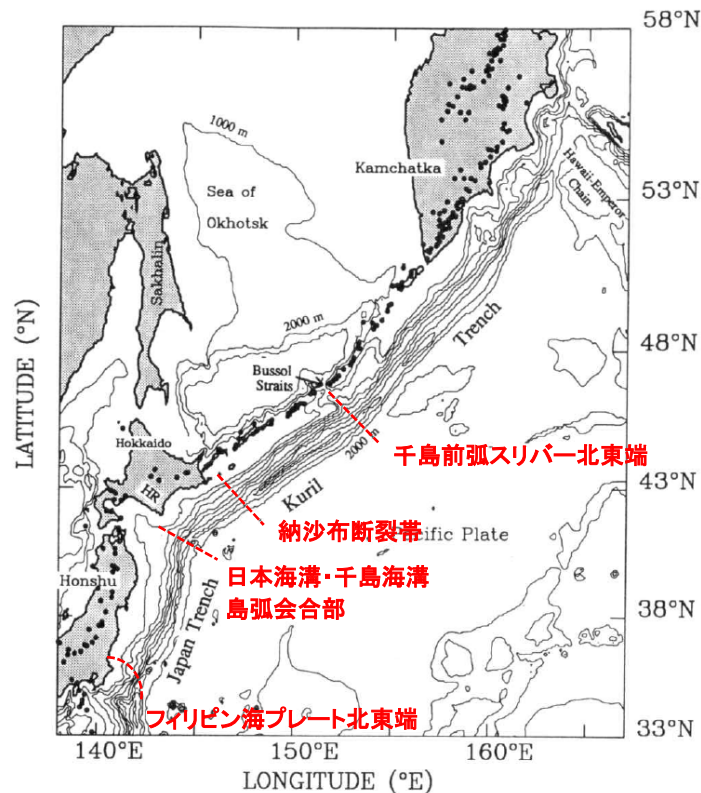 58°N
1000 m
Kamchatka
Sea of
Okhotsk
Hawaii-Emperor
Chain
53°N
Sakhalin
2000 m
Trench
48°N
Bussol
Straits
LATITUDE (°N)
Hokkaido
千島前弧スリバー北東端
2000 m
HR
Kuril
43°N
納沙布断裂帯
Pacific Plate
日本海溝・千島海溝
島弧会合部
Honshu
Japan Trench
38°N
フィリピン海プレート北東端
33°N
140°E
150°E
160°E
LONGITUDE (°E)